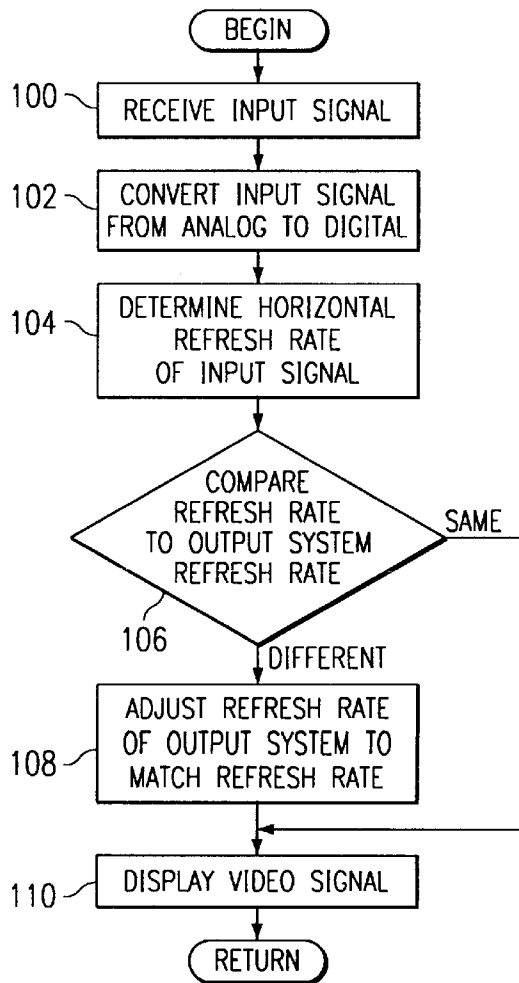 BEGIN
100
RECEIVE INPUT SIGNAL
102
CONVERT INPUT SIGNAL
FROM ANALOG TO DIGITAL
104
DETERMINE HORIZONTAL
REFRESH RATE
OF INPUT SIGNAL
COMPARE
REFRESH RATE
TO OUTPUT SYSTEM
REFRESH RATE
SAME
106
DIFFERENT
108
ADJUST REFRESH RATE
OF OUTPUT SYSTEM TO
MATCH REFRESH RATE
110
DISPLAY VIDEO SIGNAL
RETURN